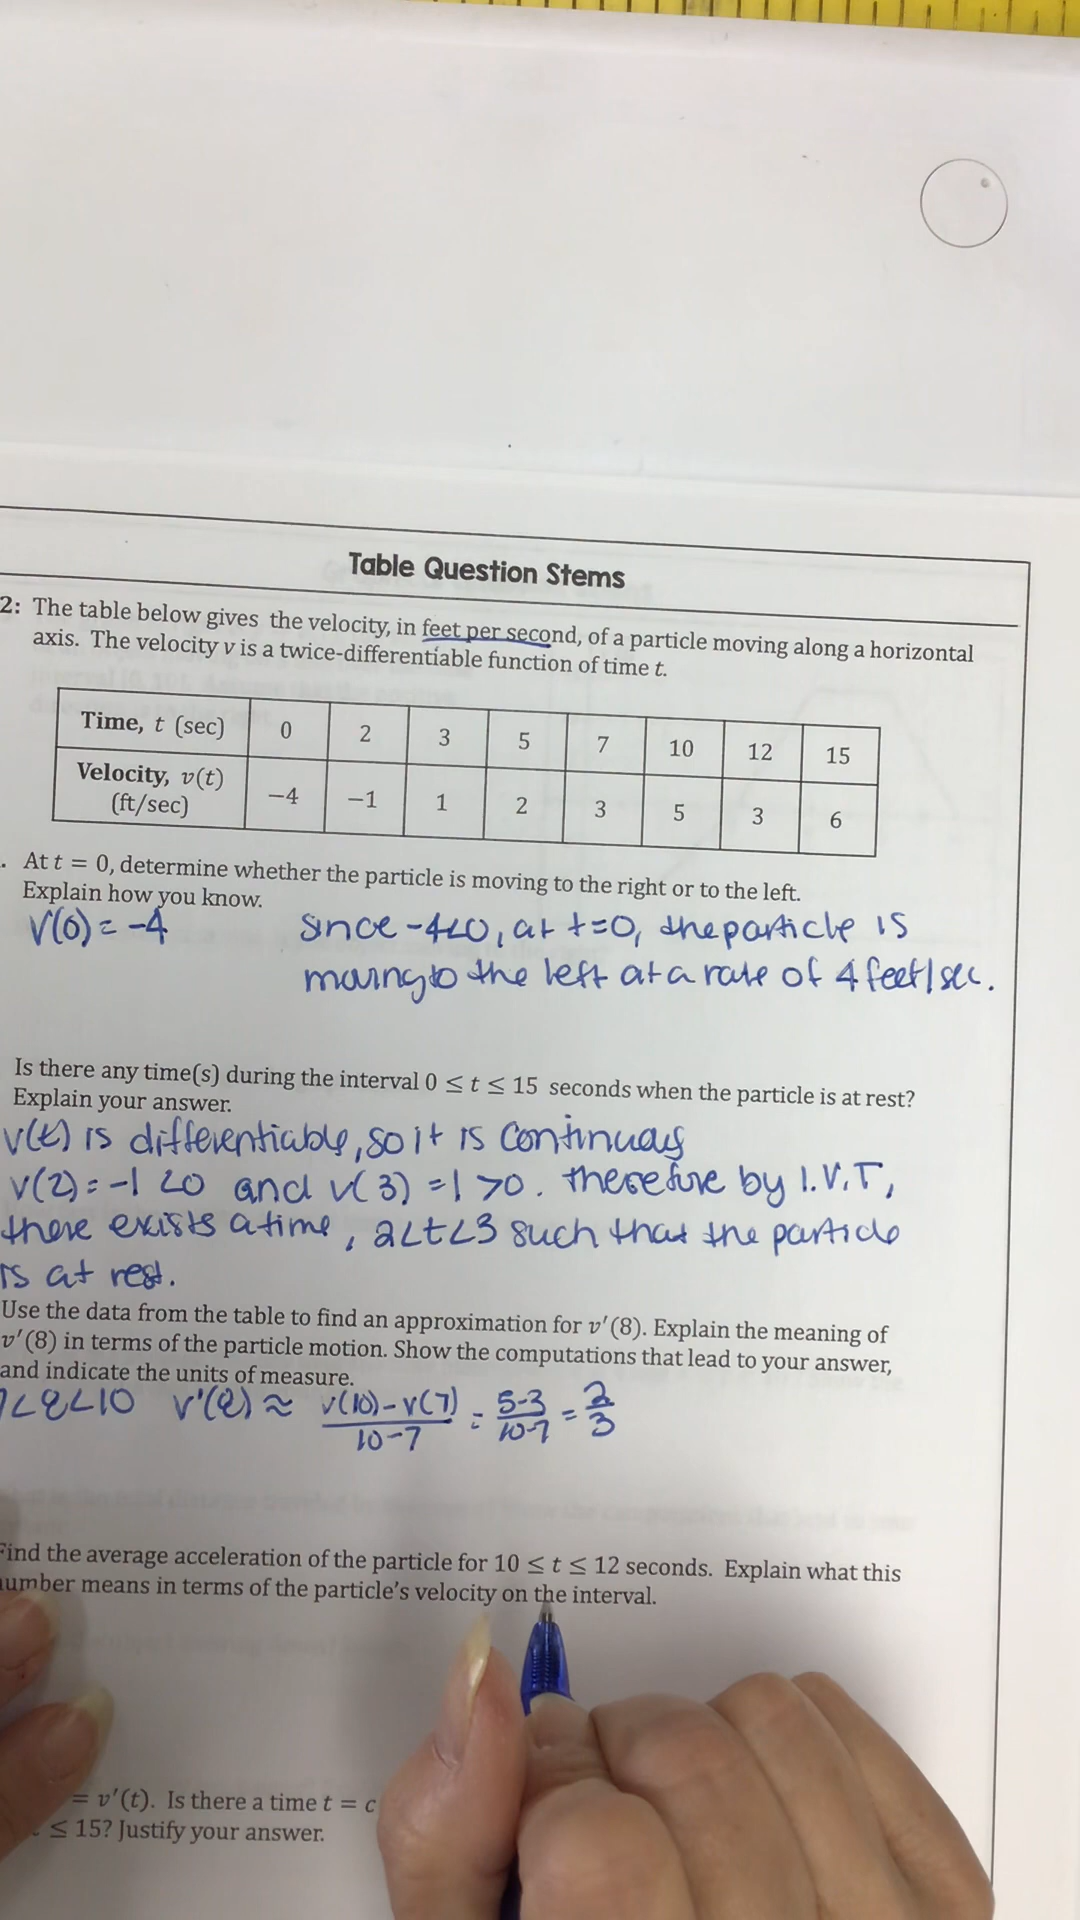 Table Question Stems
2: The table below gives the velocity, in feet per second, of a particle moving along a horizontal
axis. The velocity v is a twice-differentiable function of time t.
Time, t (sec) 0 2 3 5 7 10 12 15
Velocity, v(t) (ft/sec) −4 −1 1 2 3 5 3 6
. At t = 0, determine whether the particle is moving to the right or to the left.
Explain how you know.
v(0) = -4 since -4<0, at t=0, the particle is
moving to the left at a rate of 4 feet/sec.
Is there any time(s) during the interval 0 ≤ t ≤ 15 seconds when the particle is at rest?
Explain your answer.
v(t) is differentiable, so it is continuous
v(2) = -1 <0 and v(3) = 1 >0. therefore by I.V.T,
there exists a time, 2<t<3 such that the particle
is at rest.
Use the data from the table to find an approximation for v′(8). Explain the meaning of
v′(8) in terms of the particle motion. Show the computations that lead to your answer,
and indicate the units of measure.
7<8<10 v'(8) ≈ v(10)-v(7) / 10-7 = 5-3 / 10-7 = 2/3
Find the average acceleration of the particle for 10 ≤ t ≤ 12 seconds. Explain what this
number means in terms of the particle's velocity on the interval.
= v′(t). Is there a time t = c
≤ 15? Justify your answer.